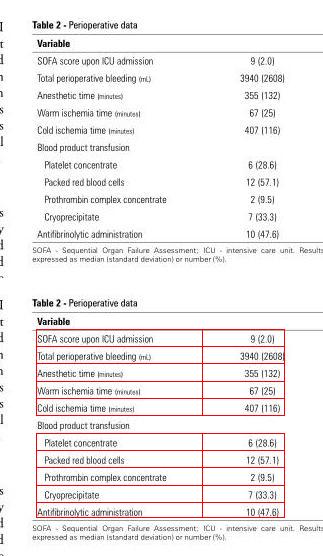 Table 2 - Perioperative data
Variable
SOFA score upon ICU admission 9 (2.0)
Total perioperative bleeding (mL) 3940 (2608)
Anesthetic time (minutes) 355 (132)
Warm ischemia time (minutes) 67 (25)
Cold ischemia time (minutes) 407 (116)
Blood product transfusion
Platelet concentrate 6 (28.6)
Packed red blood cells 12 (57.1)
Prothrombin complex concentrate 2 (9.5)
Cryoprecipitate 7 (33.3)
Antifibrinolytic administration 10 (47.6)
SOFA - Sequential Organ Failure Assessment; ICU - intensive care unit. Results
expressed as median (standard deviation) or number (%).
Table 2 - Perioperative data
Variable
SOFA score upon ICU admission 9 (2.0)
Total perioperative bleeding (mL) 3940 (2608)
Anesthetic time (minutes) 355 (132)
Warm ischemia time (minutes) 67 (25)
Cold ischemia time (minutes) 407 (116)
Blood product transfusion
Platelet concentrate 6 (28.6)
Packed red blood cells 12 (57.1)
Prothrombin complex concentrate 2 (9.5)
Cryoprecipitate 7 (33.3)
Antifibrinolytic administration 10 (47.6)
SOFA - Sequential Organ Failure Assessment; ICU - intensive care unit. Results
expressed as median (standard deviation) or number (%).